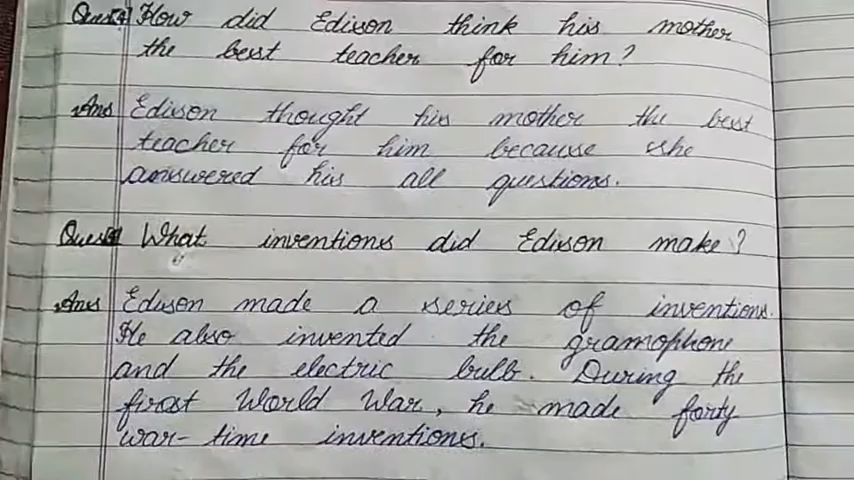 Ques4 How did Edison think his mother
the best teacher for him?
Ans Edison thought his mother the best
teacher for him because she
answered his all questions.
Ques What inventions did Edison make?
Ans Edison made a series of inventions.
He also invented the gramophone
and the electric bulb. During the
first World War, he made forty
war-time inventions.